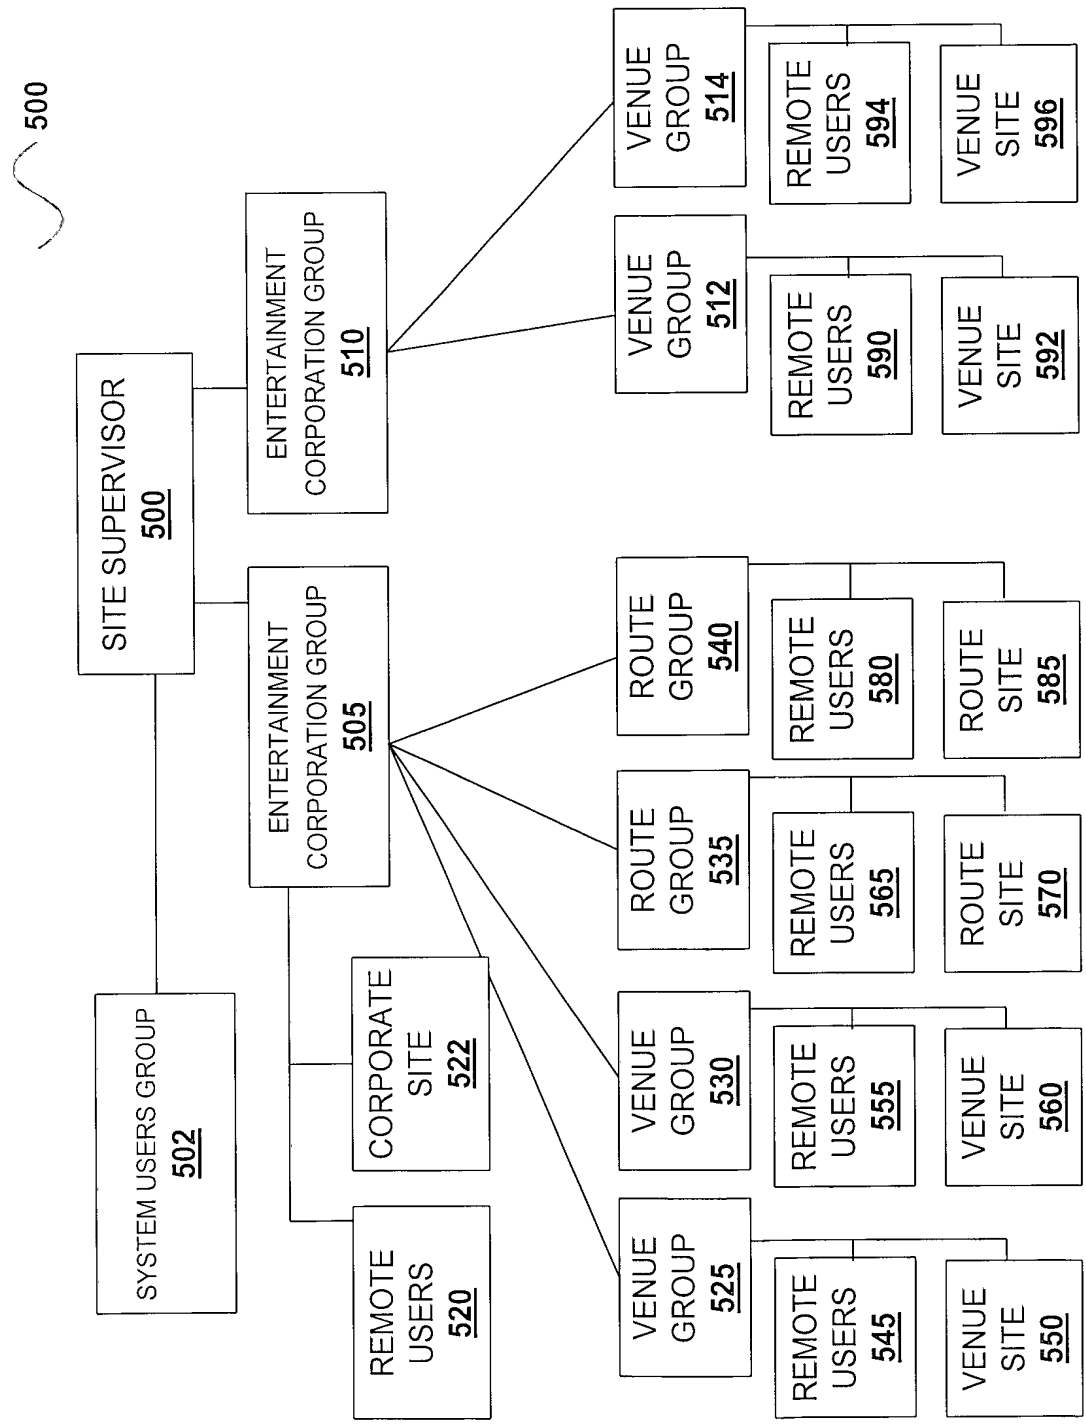 500
SITE SUPERVISOR
500
SYSTEM USERS GROUP
502
ENTERTAINMENT
CORPORATION GROUP
505
ENTERTAINMENT
CORPORATION GROUP
510
REMOTE
USERS
520
CORPORATE
SITE
522
VENUE
GROUP
525
VENUE
GROUP
530
ROUTE
GROUP
535
ROUTE
GROUP
540
VENUE
GROUP
512
VENUE
GROUP
514
REMOTE
USERS
545
REMOTE
USERS
555
REMOTE
USERS
565
REMOTE
USERS
580
REMOTE
USERS
590
REMOTE
USERS
594
VENUE
SITE
550
VENUE
SITE
560
ROUTE
SITE
570
ROUTE
SITE
585
VENUE
SITE
592
VENUE
SITE
596